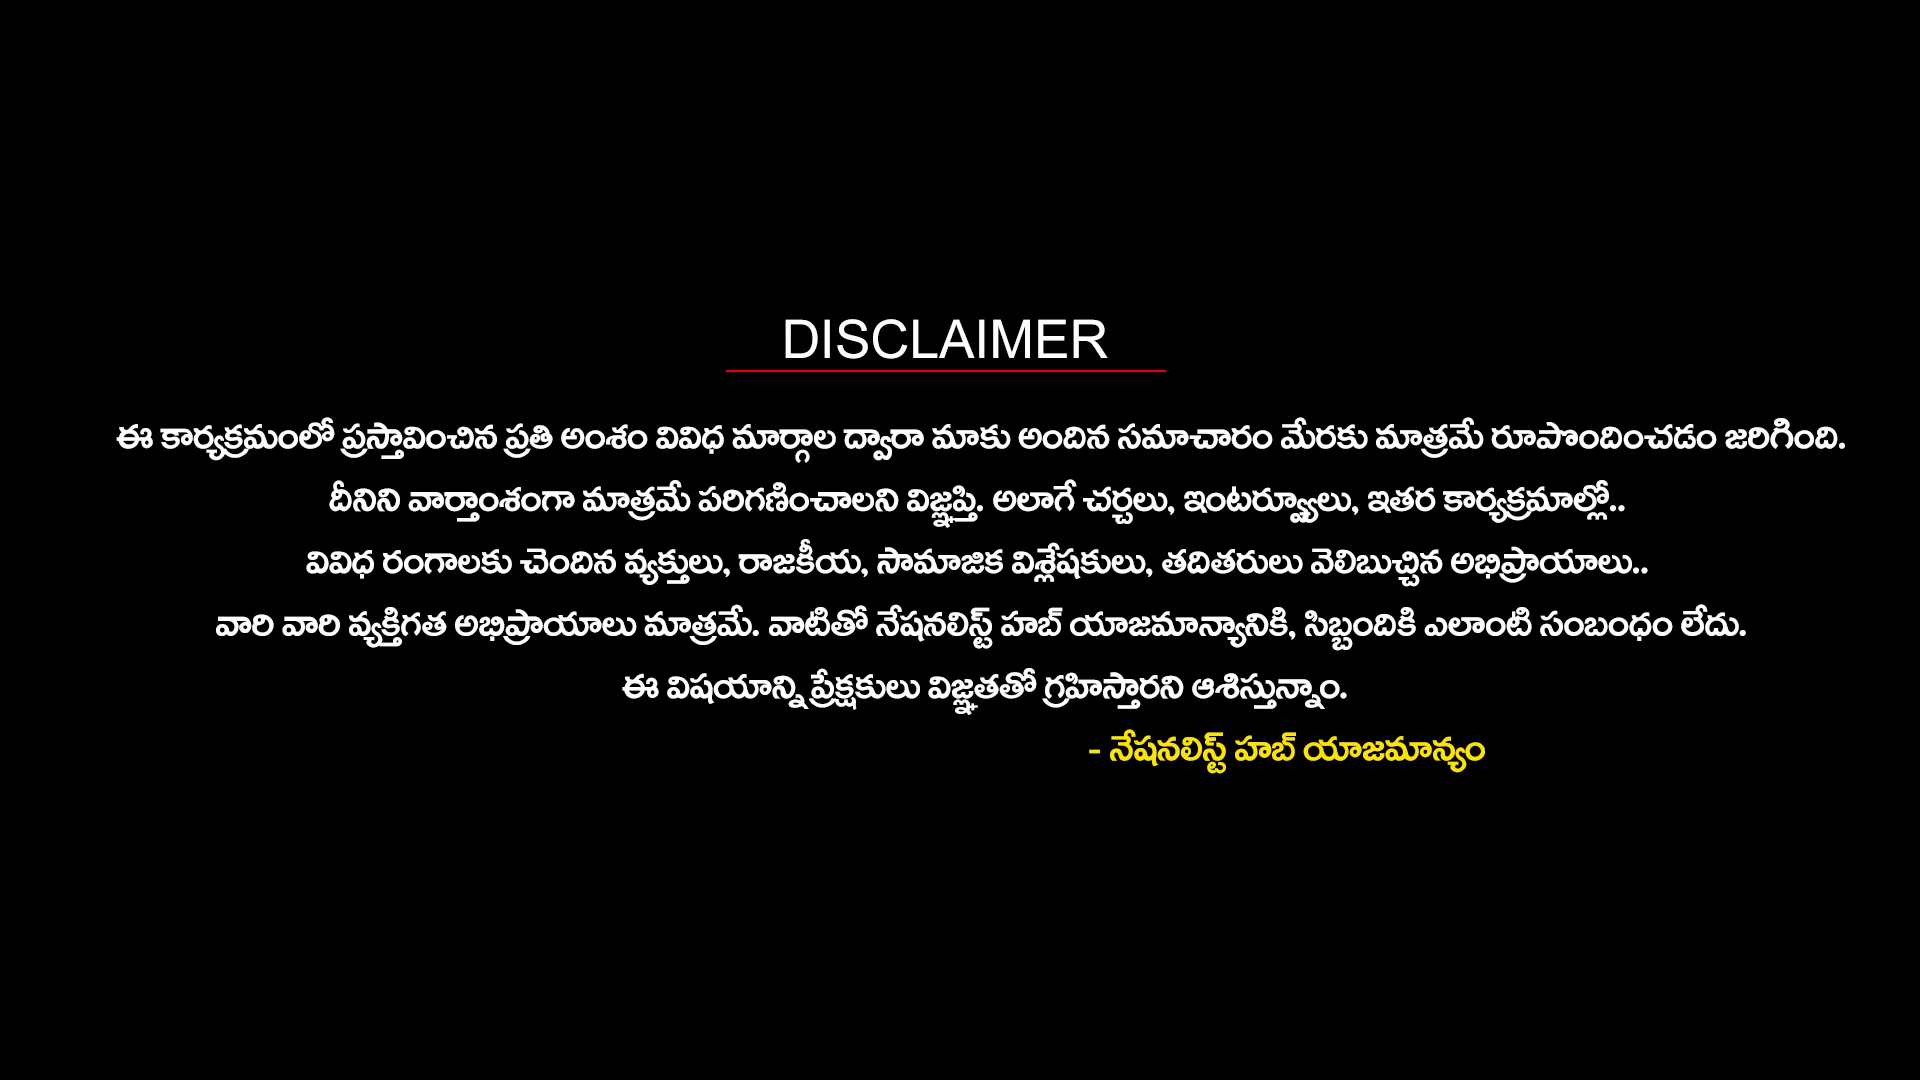 DISCLAIMER
ఈ కార్యక్రమంలో ప్రస్తావించిన ప్రతి అంశం వివిధ మార్గాల ద్వారా మాకు అందిన సమాచారం మేరకు మాత్రమే రూపొందించడం జరిగింది.
దీనిని వార్తాంశంగా మాత్రమే పరిగణించాలని విజ్ఞప్తి. అలాగే చర్చలు, ఇంటర్వ్యూలు, ఇతర కార్యక్రమాల్లో..
వివిధ రంగాలకు చెందిన వ్యక్తులు, రాజకీయ, సామాజిక విశ్లేషకులు, తదితరులు వెలిబుచ్చిన అభిప్రాయాలు..
వారి వారి వ్యక్తిగత అభిప్రాయాలు మాత్రమే. వాటితో నేషనలిస్ట్ హబ్ యాజమాన్యానికి, సిబ్బందికి ఎలాంటి సంబంధం లేదు.
ఈ విషయాన్ని ప్రేక్షకులు విజ్ఞతతో గ్రహిస్తారని ఆశిస్తున్నాం.
- నేషనలిస్ట్ హబ్ యాజమాన్యం